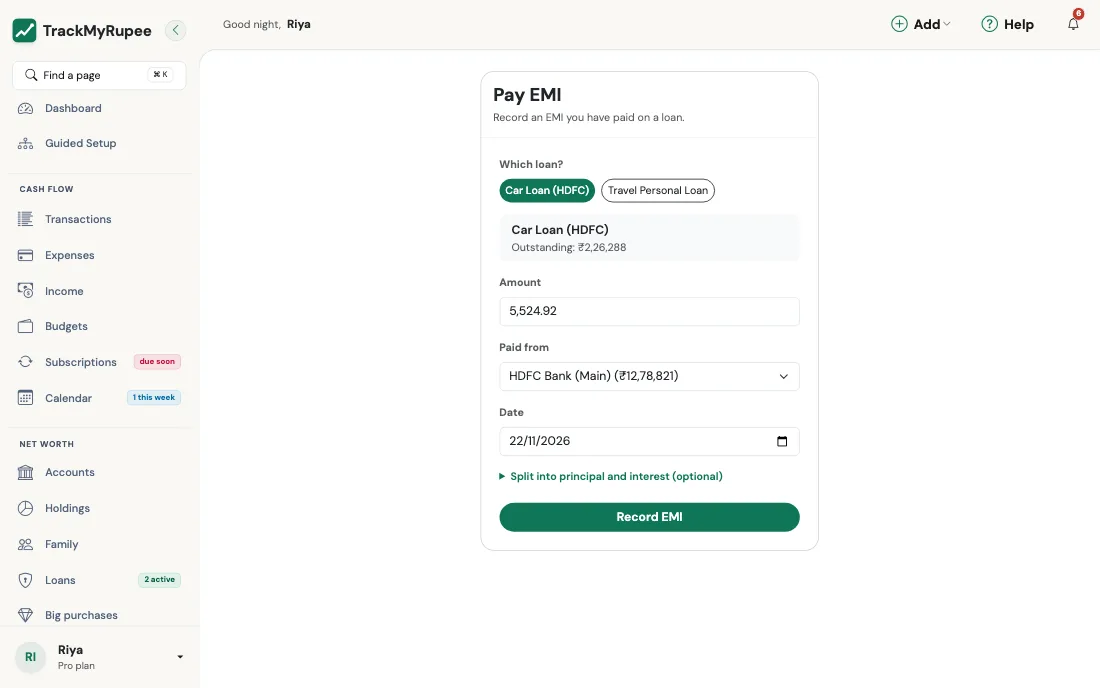 TrackMyRupee
Good night, Riya
Add
Help
6
Find a page
⌘ K
Dashboard
Guided Setup
CASH FLOW
Transactions
Expenses
Income
Budgets
Subscriptions
due soon
Calendar
1 this week
NET WORTH
Accounts
Holdings
Family
Loans
2 active
Big purchases
RI
Riya
Pro plan
Pay EMI
Record an EMI you have paid on a loan.
Which loan?
Car Loan (HDFC)
Travel Personal Loan
Car Loan (HDFC)
Outstanding: ₹2,26,288
Amount
5,524.92
Paid from
HDFC Bank (Main) (₹12,78,821)
Date
22/11/2026
Split into principal and interest (optional)
Record EMI